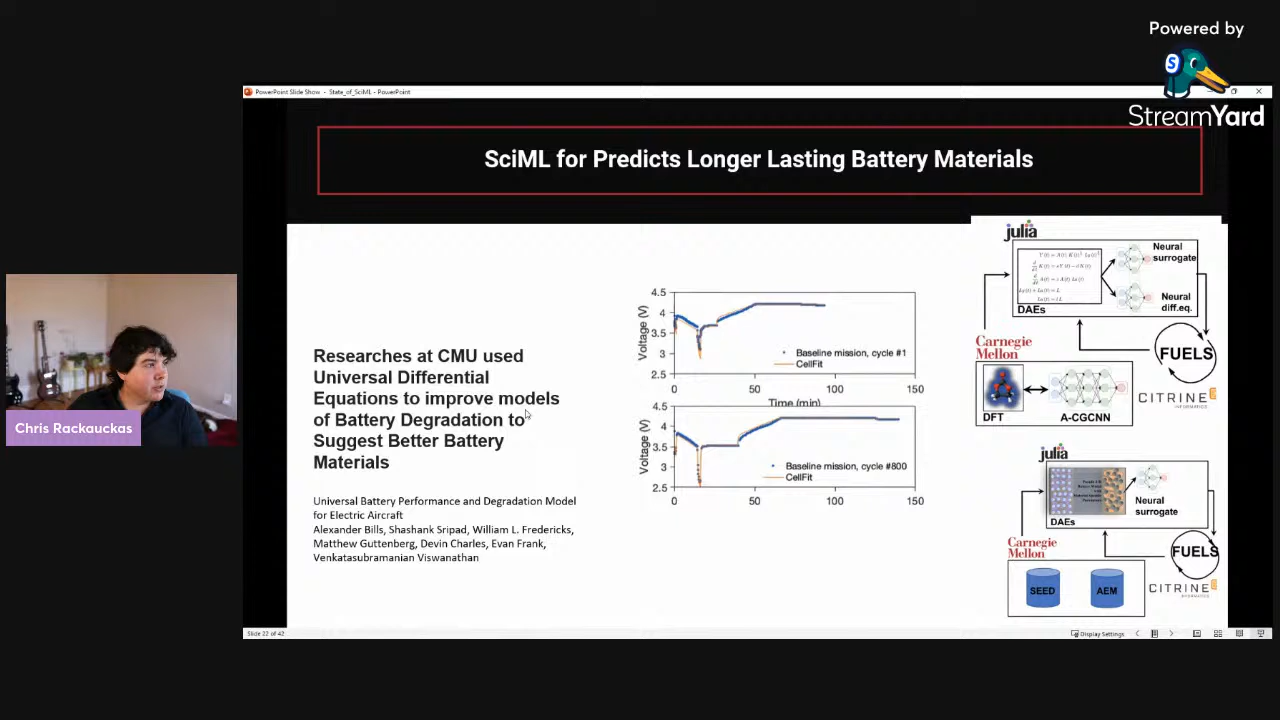 Powered by
StreamYard
PowerPoint Slide Show - State_of_SciML - PowerPoint
SciML for Predicts Longer Lasting Battery Materials
Chris Rackauckas
Researches at CMU used
Universal Differential
Equations to improve models
of Battery Degradation to
Suggest Better Battery
Materials
Universal Battery Performance and Degradation Model
for Electric Aircraft
Alexander Bills, Shashank Sripad, William L. Fredericks,
Matthew Guttenberg, Devin Charles, Evan Frank,
Venkatasubramanian Viswanathan
Voltage (V)
4.5
4
3.5
3
2.5
Baseline mission, cycle #1
CellFit
0 50 100 150
Time (min)
Voltage (V)
4.5
4
3.5
3
2.5
Baseline mission, cycle #800
CellFit
0 50 100 150
julia
DAEs
Neural
surrogate
Neural
diff.eq.
Carnegie
Mellon
DFT
A-CGCNN
FUELS
CITRINE
INFORMATICS
julia
DAEs
Neural
surrogate
Carnegie
Mellon
SEED
AEM
FUELS
CITRINE
INFORMATICS
Slide 22 of 42
Display Settings